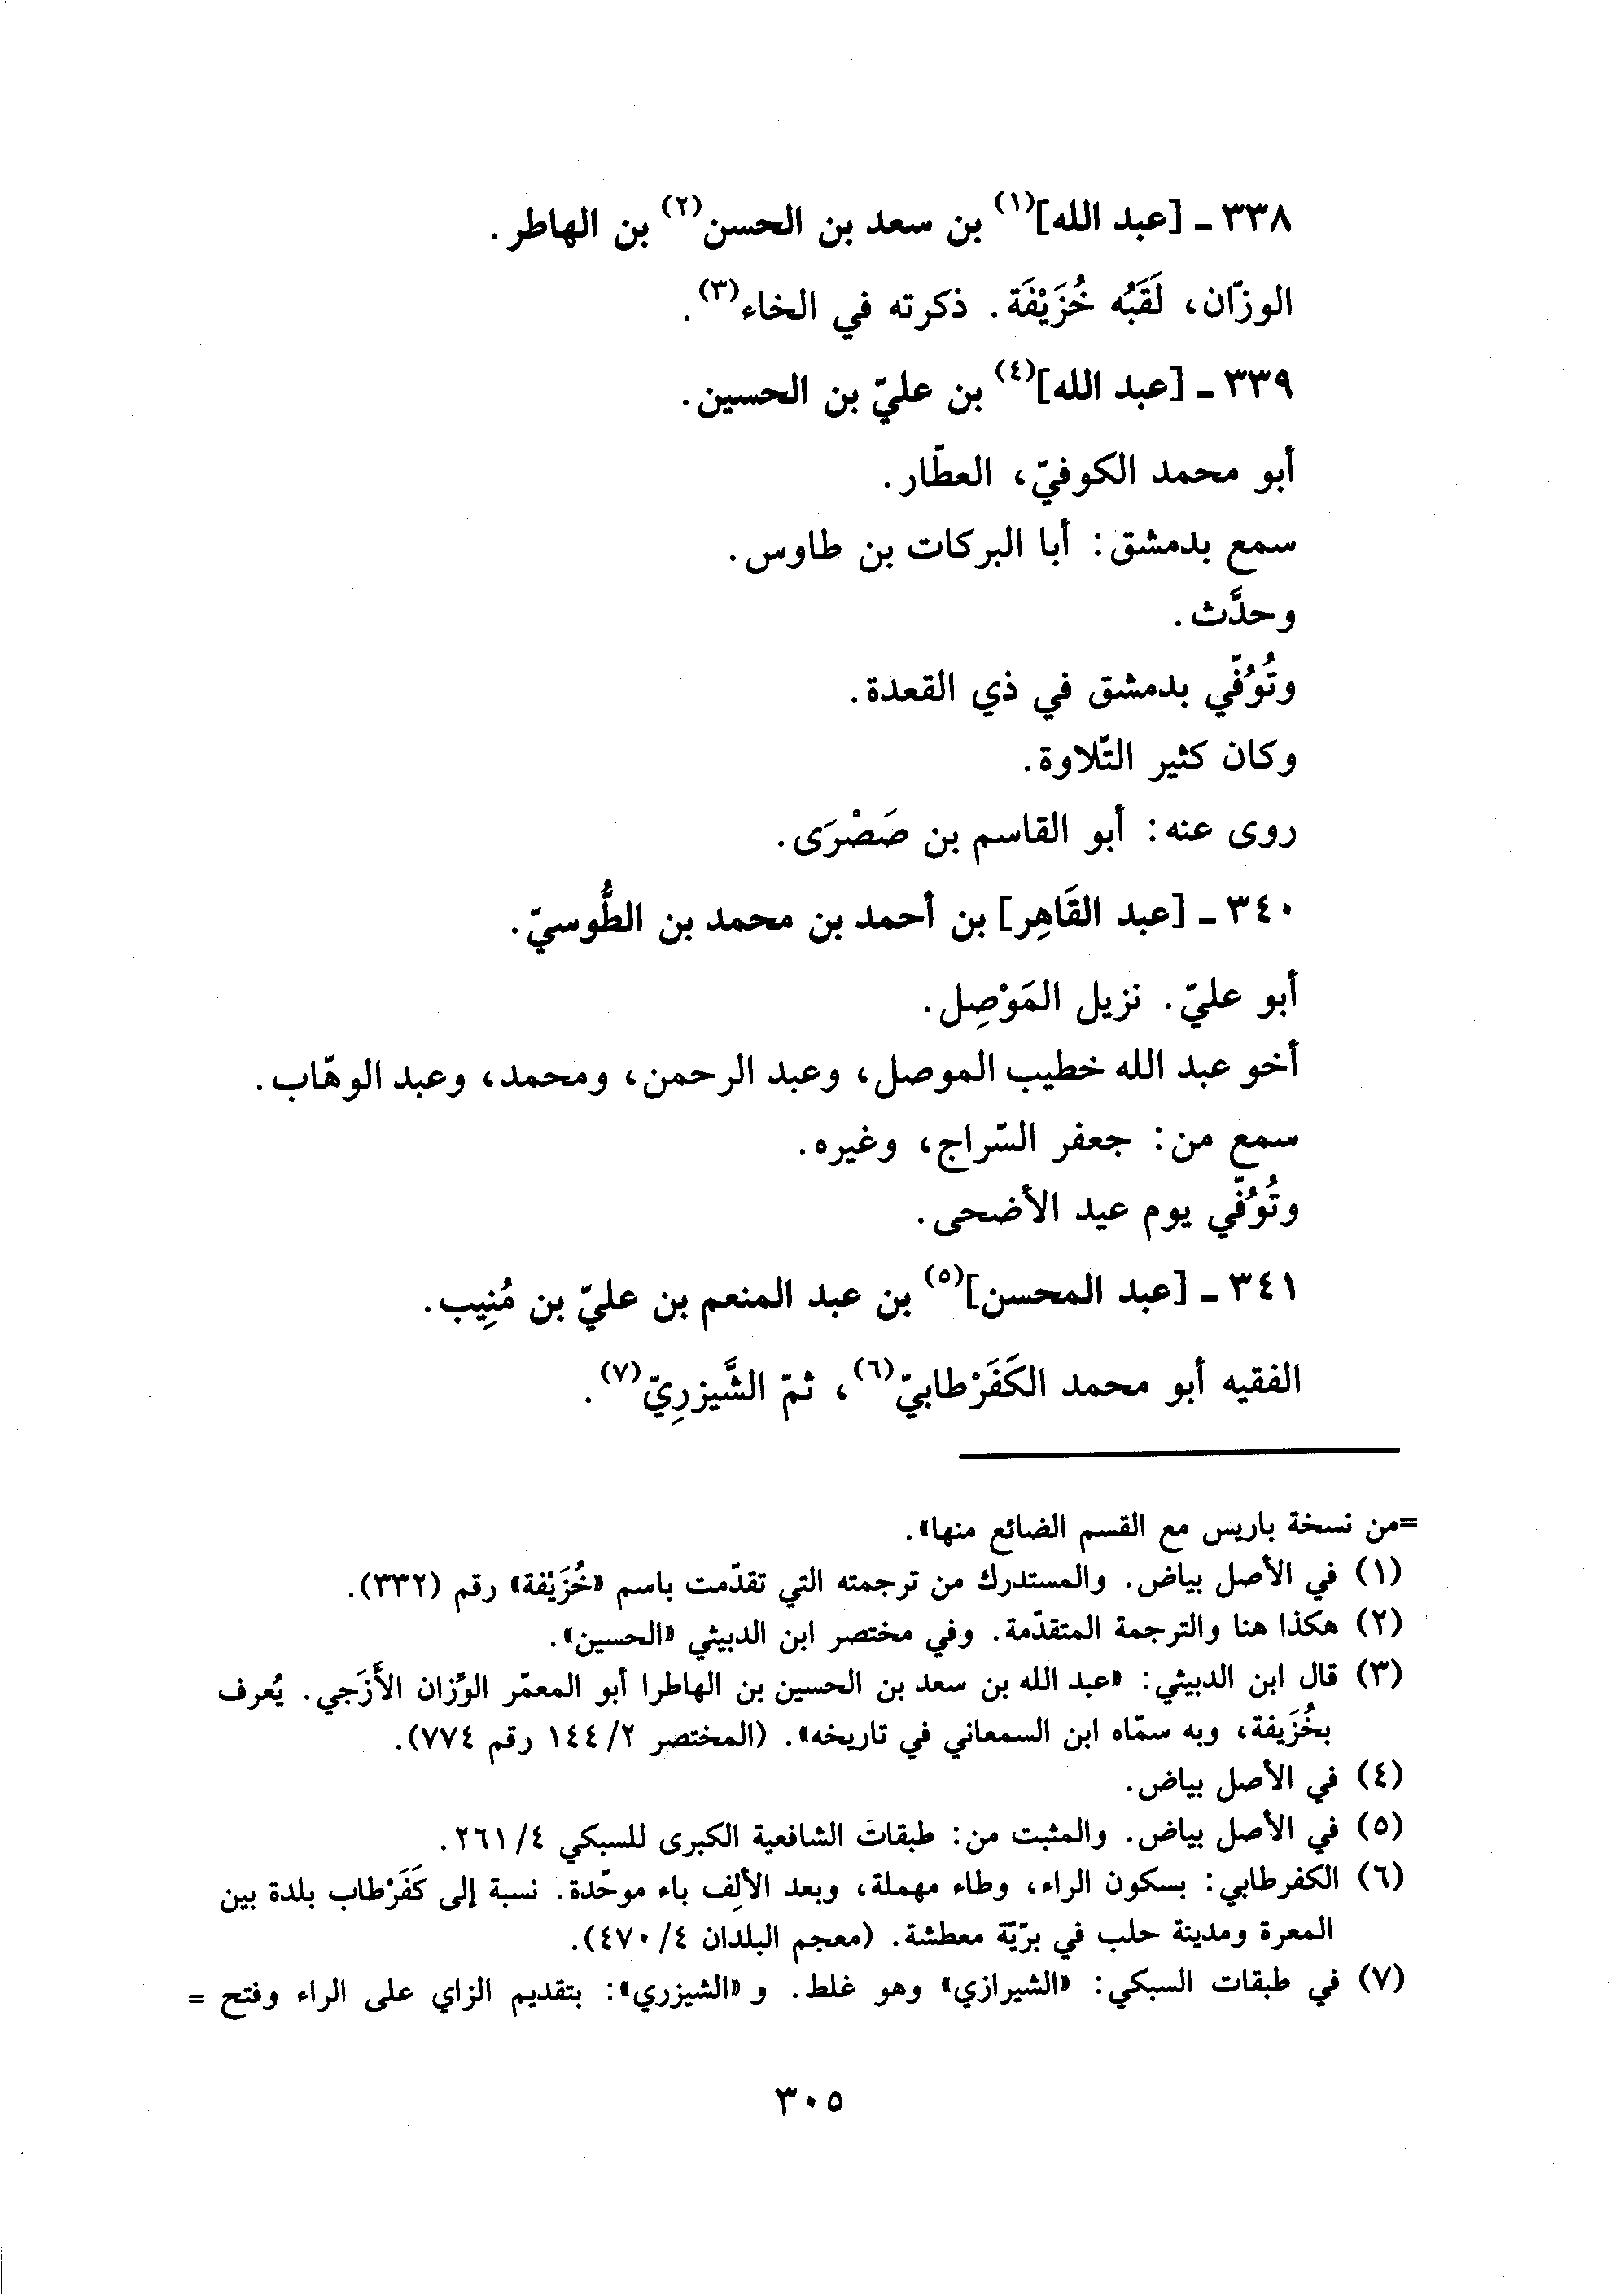 ٣٣٨ ـ [عبد الله](١) بن سعد بن الحسن(٢) بن الهاطر.
الوزّان، لَقَبُه خُزَيْفَة. ذكرته في الخاء(٣).
٣٣٩ ـ [عبد الله](٤) بن عليّ بن الحسين.
أبو محمد الكوفيّ، العطّار.
سمع بدمشق: أبا البركات بن طاوس.
وحدَّث.
وتُوُفّي بدمشق في ذي القعدة.
وكان كثير التّلاوة.
روى عنه: أبو القاسم بن صَصْرَى.
٣٤٠ ـ [عبد القَاهِر] بن أحمد بن محمد بن الطُّوسيّ.
أبو عليّ. نزيل المَوْصِل.
أخو عبد الله خطيب الموصل، وعبد الرحمن، ومحمد، وعبد الوهّاب.
سمع من: جعفر السّراج، وغيره.
وتُوُفّي يوم عيد الأضحى.
٣٤١ ـ [عبد المحسن](٥) بن عبد المنعم بن عليّ بن مُنِيب.
الفقيه أبو محمد الكَفَرْطابيّ(٦)، ثمّ الشَّيزرِيّ(٧).
=من نسخة باريس مع القسم الضائع منها».
(١) في الأصل بياض. والمستدرك من ترجمته التي تقدّمت باسم «خُزَيْفة» رقم (٣٣٢).
(٢) هكذا هنا والترجمة المتقدّمة. وفي مختصر ابن الدبيثي «الحسين».
(٣) قال ابن الدبيثي: «عبد الله بن سعد بن الحسين بن الهاطرا أبو المعمّر الوّزان الأَزَجي. يُعرف
بخُزَيفة، وبه سمّاه ابن السمعاني في تاريخه». (المختصر ٢/ ١٤٤ رقم ٧٧٤).
(٤) في الأصل بياض.
(٥) في الأصل بياض. والمثبت من: طبقات الشافعية الكبرى للسبكي ٤/ ٢٦١.
(٦) الكفرطابي: بسكون الراء، وطاء مهملة، وبعد الألِف باء موحّدة. نسبة إلى كَفَرْطاب بلدة بين
المعرة ومدينة حلب في برّيّة معطشة. (معجم البلدان ٤/ ٤٧٠).
(٧) في طبقات السبكي: «الشيرازي» وهو غلط. و «الشيزري»: بتقديم الزاي على الراء وفتح =
٣٠٥